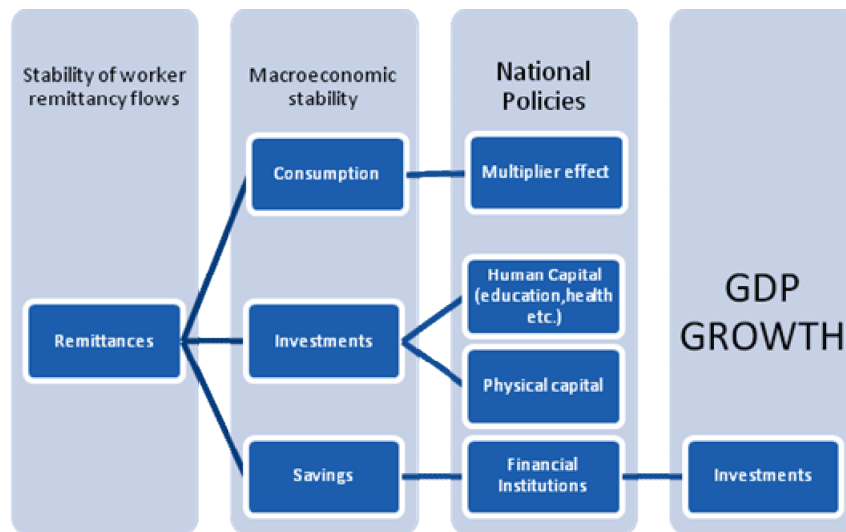 Stability of worker
remittancy flows
Macroeconomic
stability
National
Policies
Consumption
Multiplier effect
Human Capital
(education,health
etc.)
GDP
GROWTH
Remittances
Investments
Physical capital
Savings
Financial
Institutions
Investments